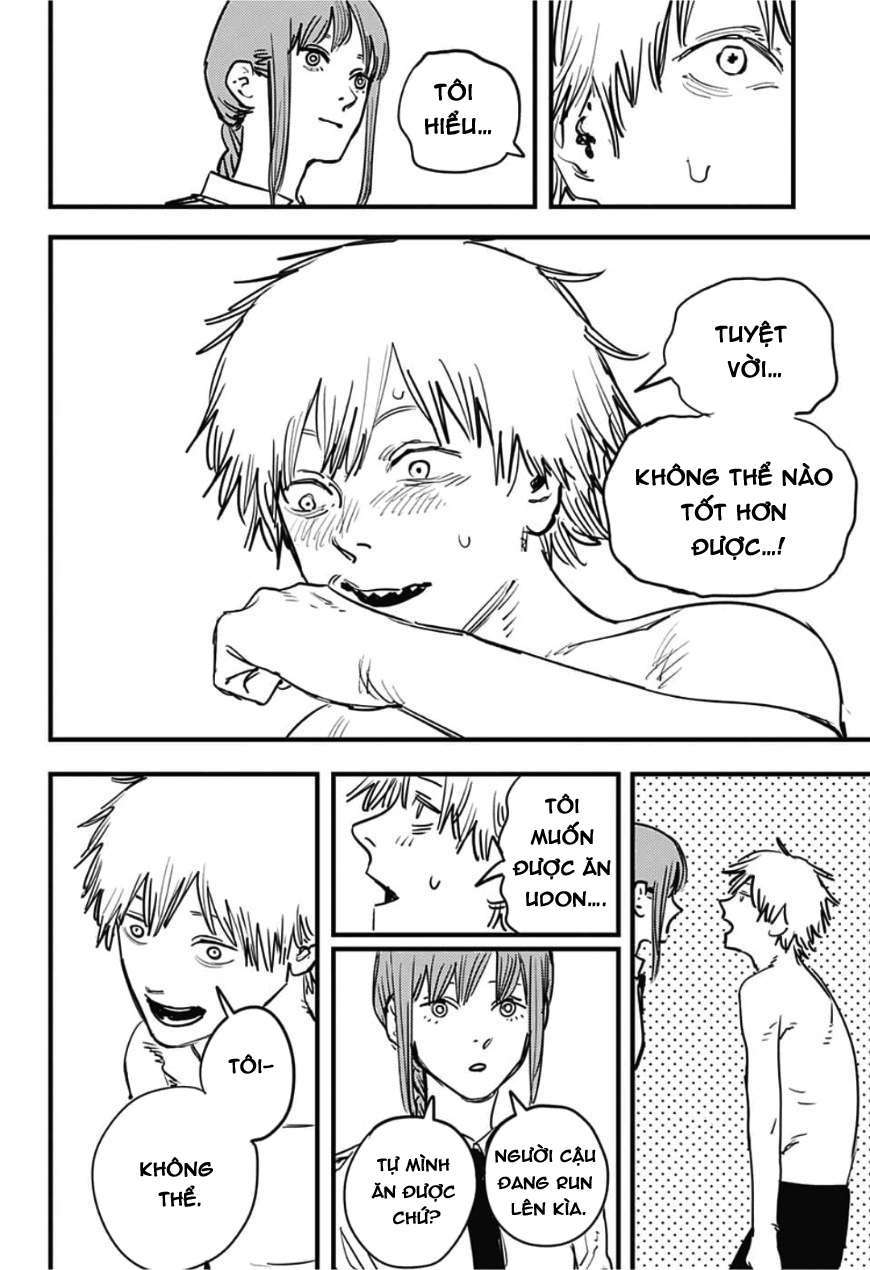 TÔI
HIỂU...
TUYỆT
VỜI...
KHÔNG THỂ NÀO
TỐT HƠN
ĐƯỢC...!
TÔI
MUỐN
ĐƯỢC ĂN
UDON....
NGƯỜI CẬU
ĐANG RUN
LÊN KÌA.
TỰ MÌNH
ĂN ĐƯỢC
CHỨ?
TÔI-
KHÔNG
THỂ.